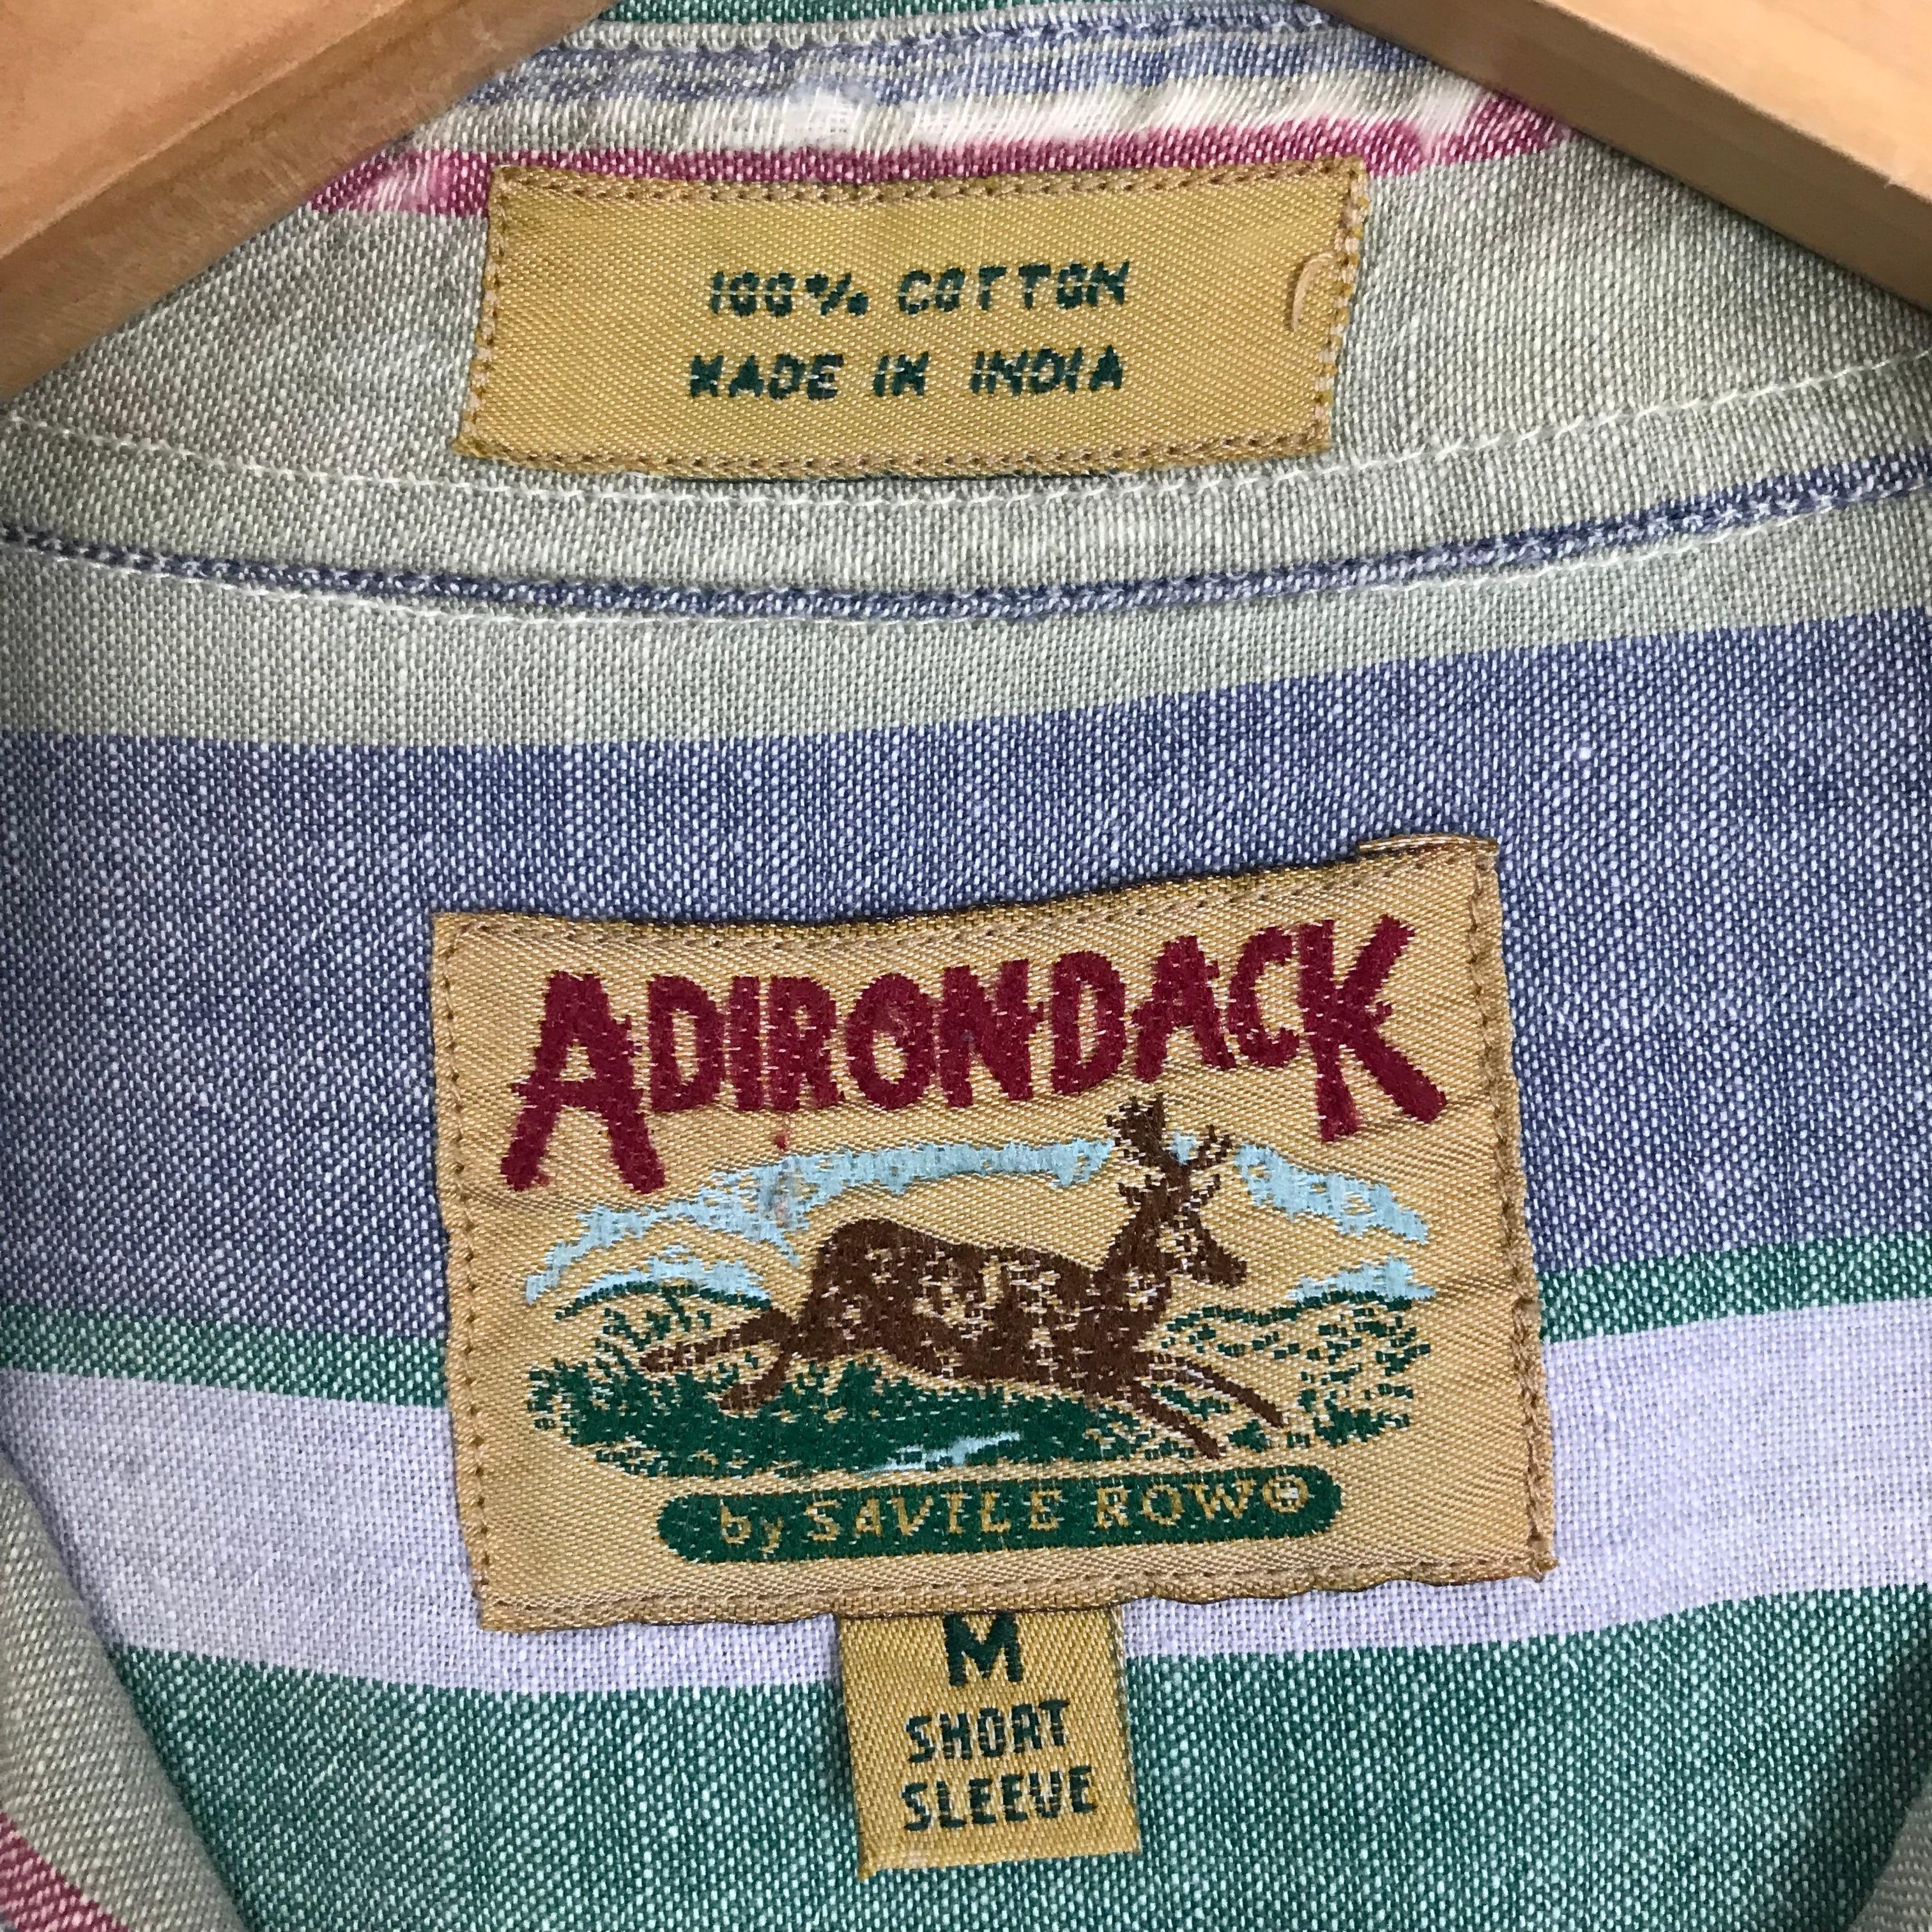 100% COTTON
MADE IN INDIA
ADIRONDACK
by SAVILE ROW®
M
SHORT
SLEEVE